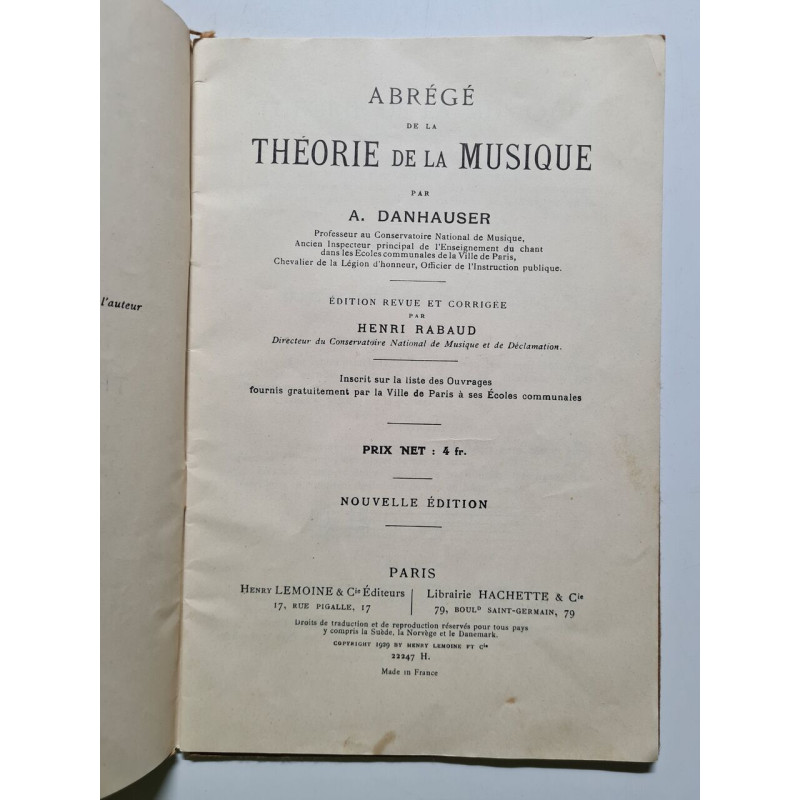 l'auteur
ABRÉGÉ
DE LA
THÉORIE DE LA MUSIQUE
PAR
A. DANHAUSER
Professeur au Conservatoire National de Musique,
Ancien Inspecteur principal de l'Enseignement du chant
dans les Ecoles communales de la Ville de Paris,
Chevalier de la Légion d'honneur, Officier de l'Instruction publique.
ÉDITION REVUE ET CORRIGÉE
PAR
HENRI RABAUD
Directeur du Conservatoire National de Musique et de Déclamation.
Inscrit sur la liste des Ouvrages
fournis gratuitement par la Ville de Paris à ses Écoles communales
PRIX NET : 4 fr.
NOUVELLE ÉDITION
PARIS
HENRY LEMOINE & Cie Éditeurs
17, RUE PIGALLE, 17
Librairie HACHETTE & Cie
79, BOULD SAINT-GERMAIN, 79
Droits de traduction et de reproduction réservés pour tous pays
y compris la Suède, la Norvège et le Danemark.
COPYRIGHT 1929 BY HENRY LEMOINE ET Cie
22247 H.
Made in France